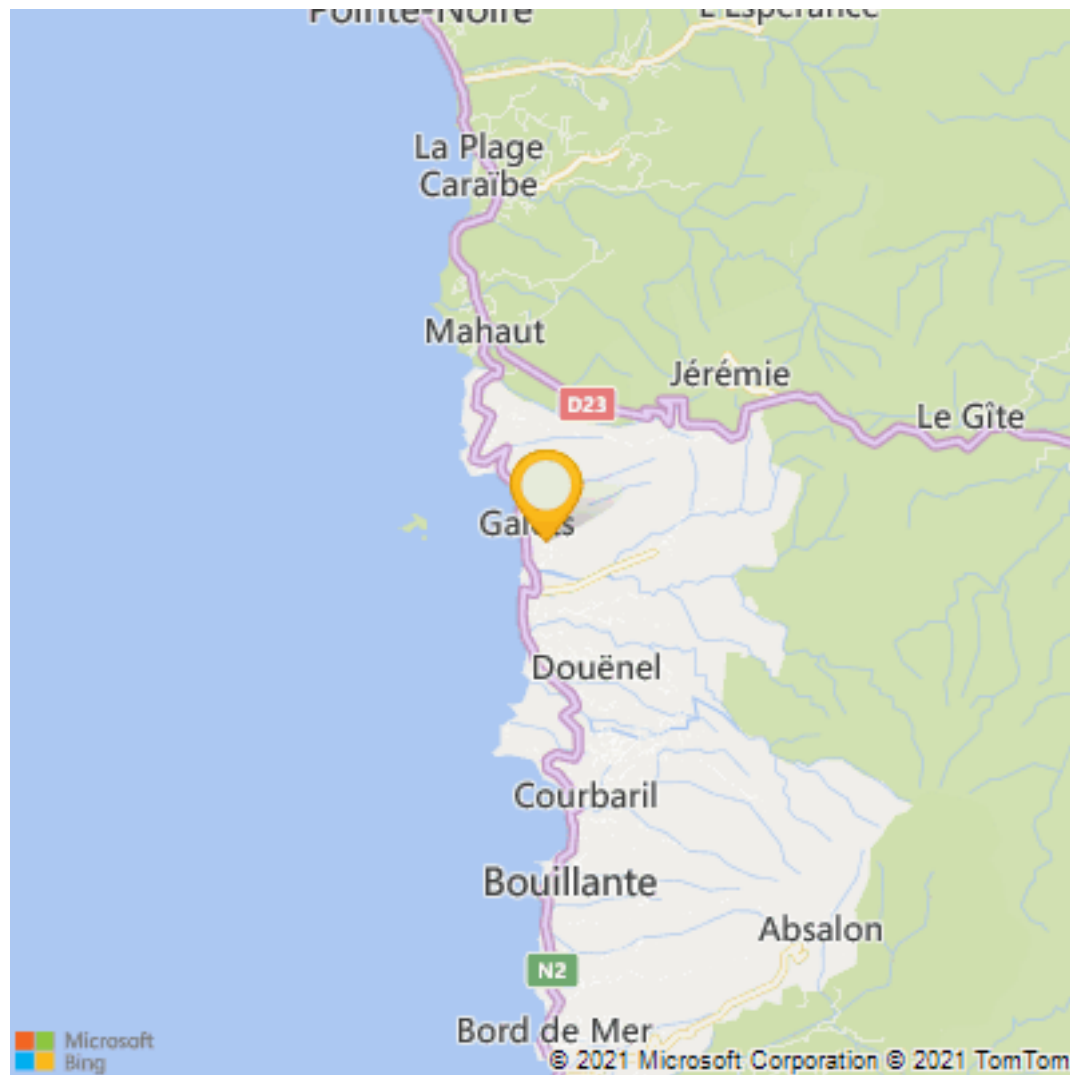 Pointe-Noire
L'Espérance
La Plage
Caraïbe
Mahaut
Jérémie
D23
Le Gîte
Douënel
Courbaril
Bouillante
Absalon
N2
Bord de Mer
Microsoft
Bing
© 2021 Microsoft Corporation © 2021 TomTom